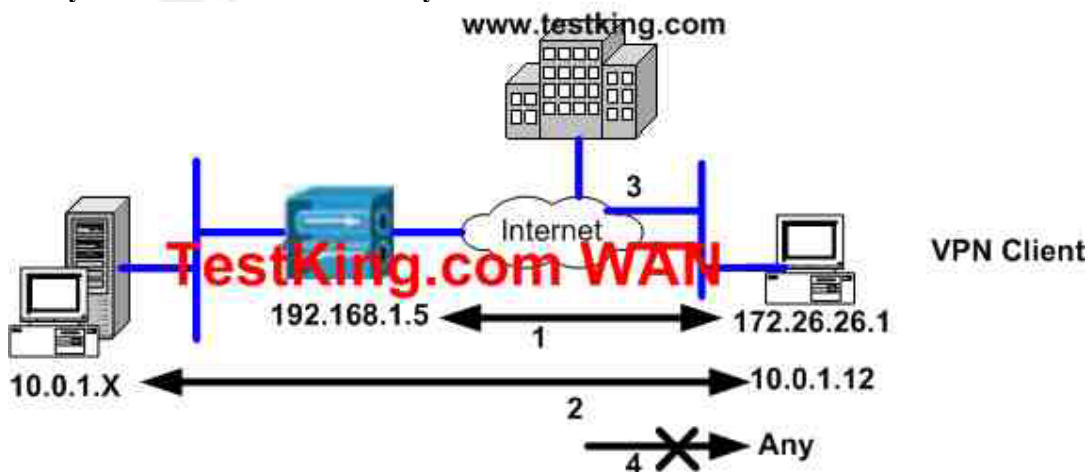 www.testking.com
3
Internet
TestKing.com WAN
VPN Client
192.168.1.5
1
172.26.26.1
10.0.1.X
10.0.1.12
2
Any
4